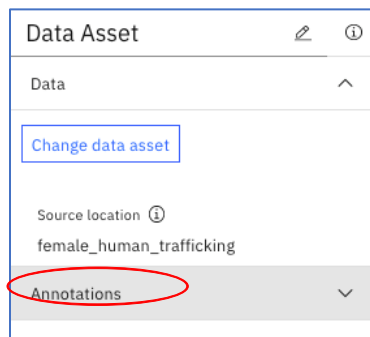 Data Asset
Data
Change data asset
Source location
female_human_trafficking
Annotations